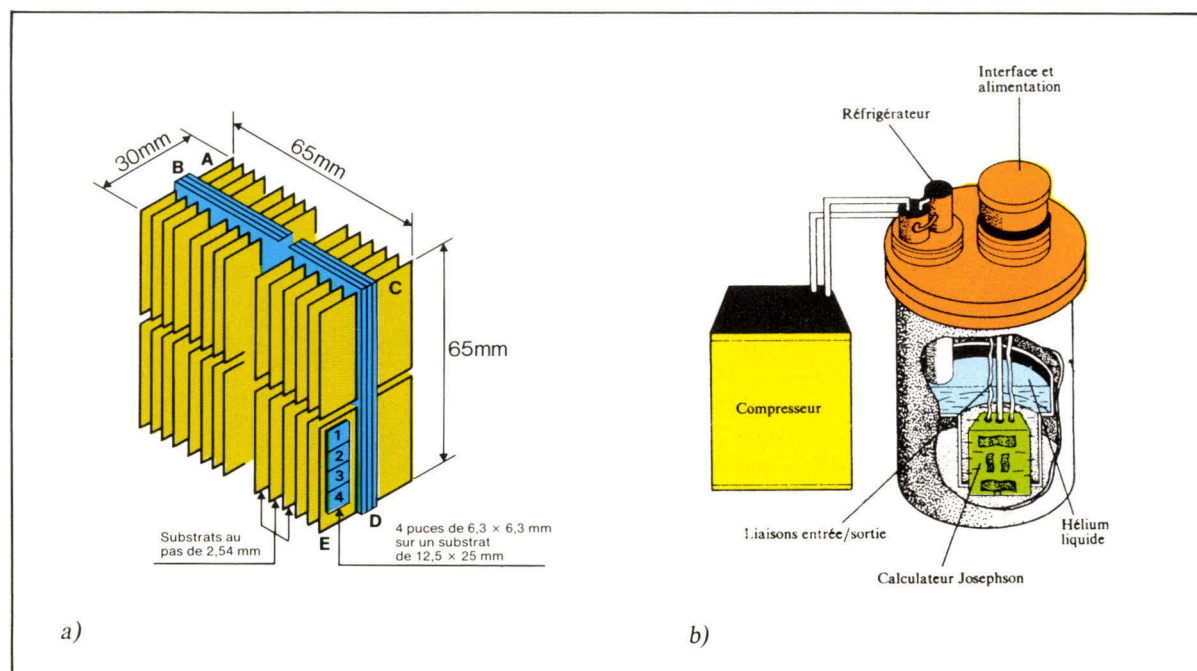 30mm
65mm
A
B
C
65mm
1
2
3
4
D
E
Substrats au
pas de 2,54 mm
4 puces de 6,3 × 6,3 mm
sur un substrat
de 12,5 × 25 mm
a)
Interface et
alimentation
Réfrigérateur
Compresseur
Liaisons entrée/sortie
Hélium
liquide
Calculateur Josephson
b)